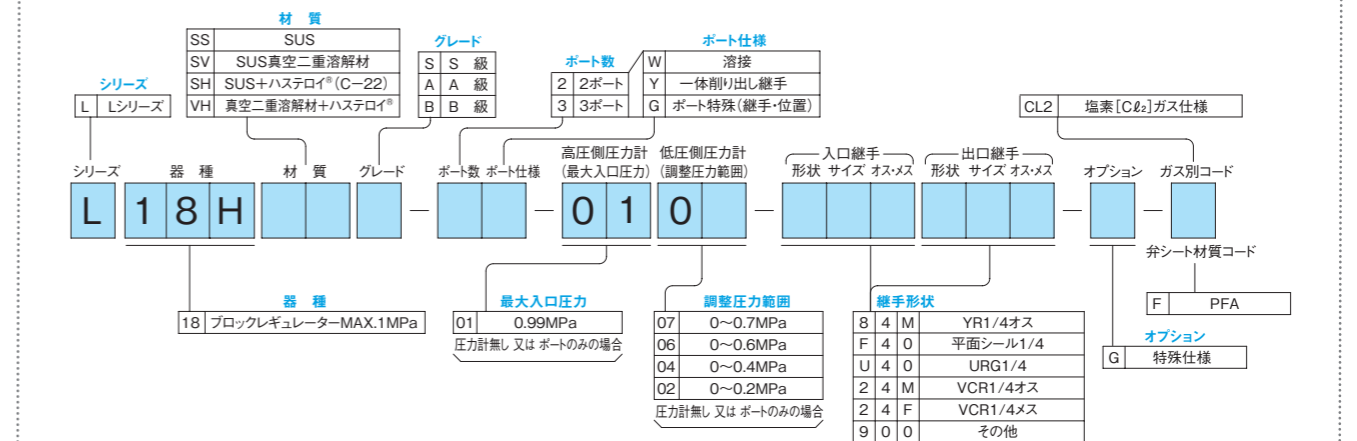 材 質
SS SUS
SV SUS真空二重溶解材
SH SUS+ハステロイ®(C−22)
VH 真空二重溶解材+ハステロイ®
グレード
S S 級
A A 級
B B 級
ポート数
2 2ポート
3 3ポート
ポート仕様
W 溶接
Y 一体削り出し継手
G ポート特殊(継手・位置)
シリーズ
L Lシリーズ
CL2 塩素[Cℓ₂]ガス仕様
シリーズ 器 種 材 質 グレード ポート数 ポート仕様
高圧側圧力計
(最大入口圧力)
低圧側圧力計
(調整圧力範囲)
入口継手
形状 サイズ オス・メス
出口継手
形状 サイズ オス・メス
オプション ガス別コード
L 1 8 H − − 0 1 0 − − −
弁シート材質コード
F PFA
器 種
18 ブロックレギュレーターMAX.1MPa
最大入口圧力
01 0.99MPa
圧力計無し 又は ポートのみの場合
調整圧力範囲
07 0〜0.7MPa
06 0〜0.6MPa
04 0〜0.4MPa
02 0〜0.2MPa
圧力計無し 又は ポートのみの場合
継手形状
8 4 M YR1/4オス
F 4 0 平面シール1/4
U 4 0 URG1/4
2 4 M VCR1/4オス
2 4 F VCR1/4メス
9 0 0 その他
オプション
G 特殊仕様